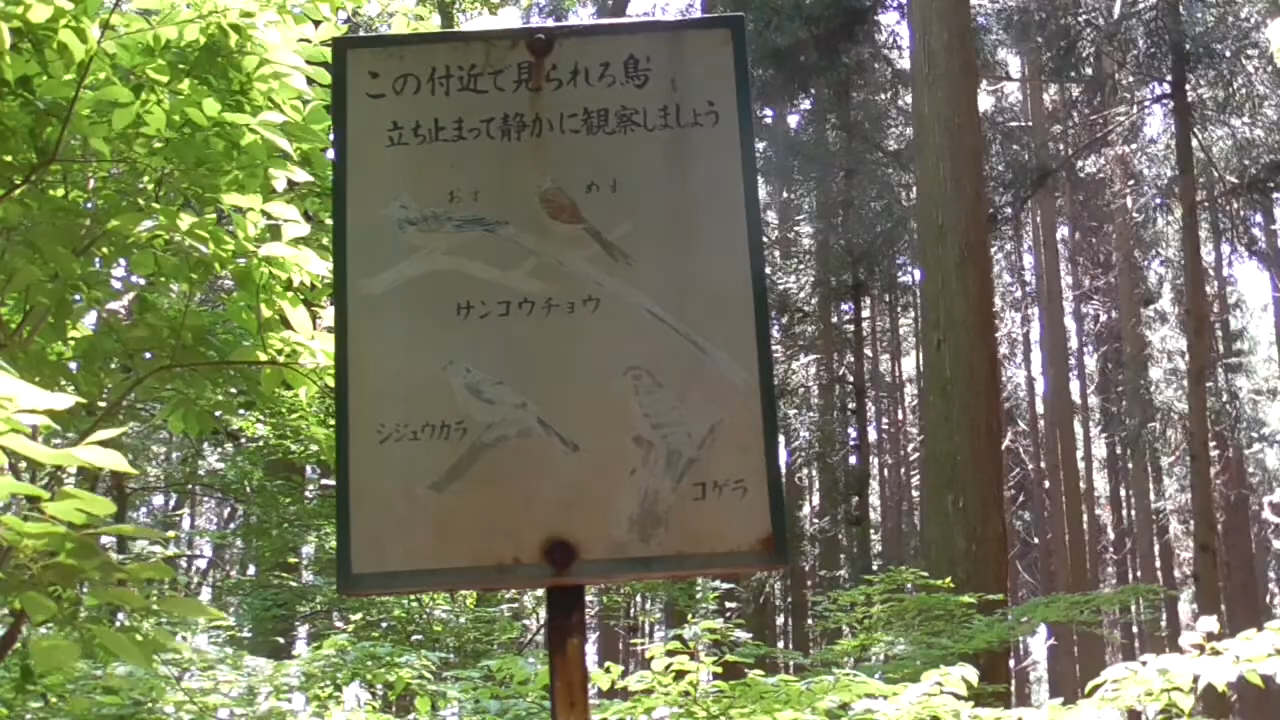 この付近で見られる鳥
立ち止まって静かに観察しましょう
おす
めす
サンコウチョウ
シジュウカラ
コゲラ